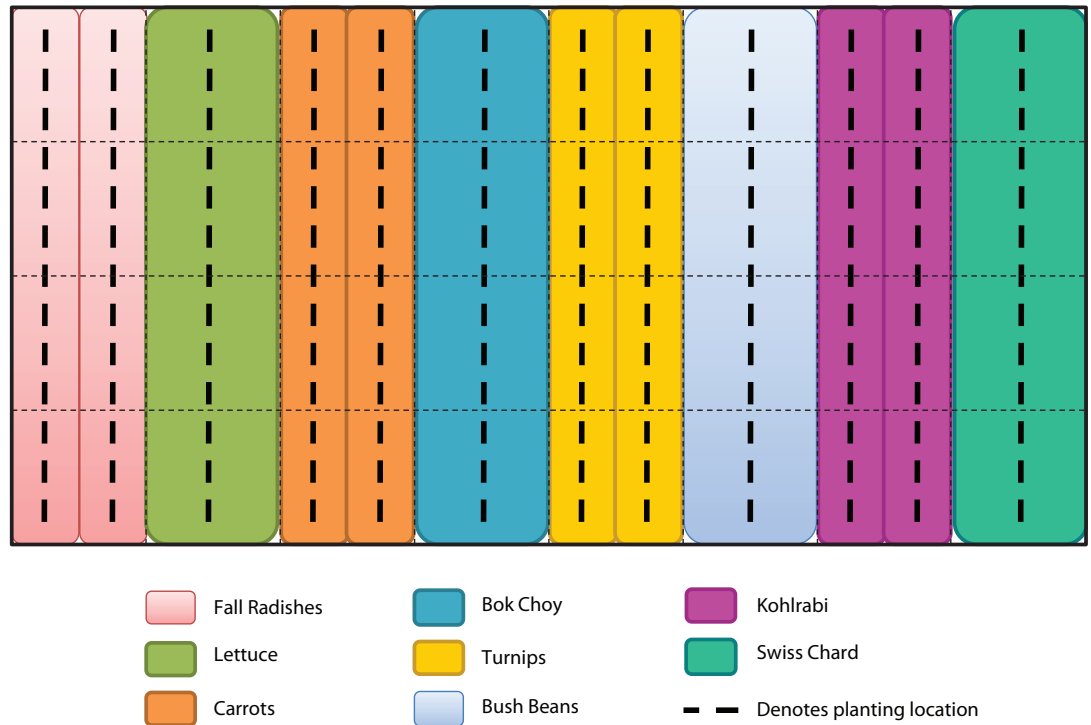 Fall Radishes
Lettuce
Carrots
Bok Choy
Turnips
Bush Beans
Kohlrabi
Swiss Chard
Denotes planting location